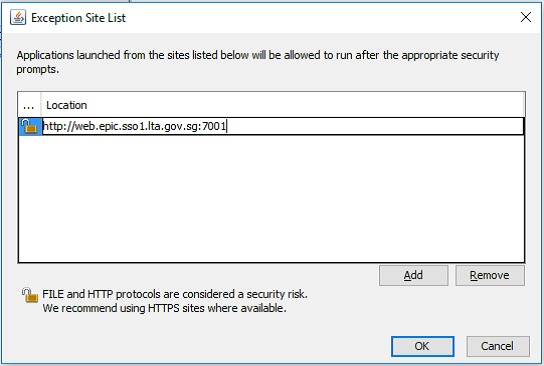 Exception Site List
Applications launched from the sites listed below will be allowed to run after the appropriate security
prompts.
... Location
http://web.epic.sso1.lta.gov.sg:7001
Add Remove
FILE and HTTP protocols are considered a security risk.
We recommend using HTTPS sites where available.
OK Cancel